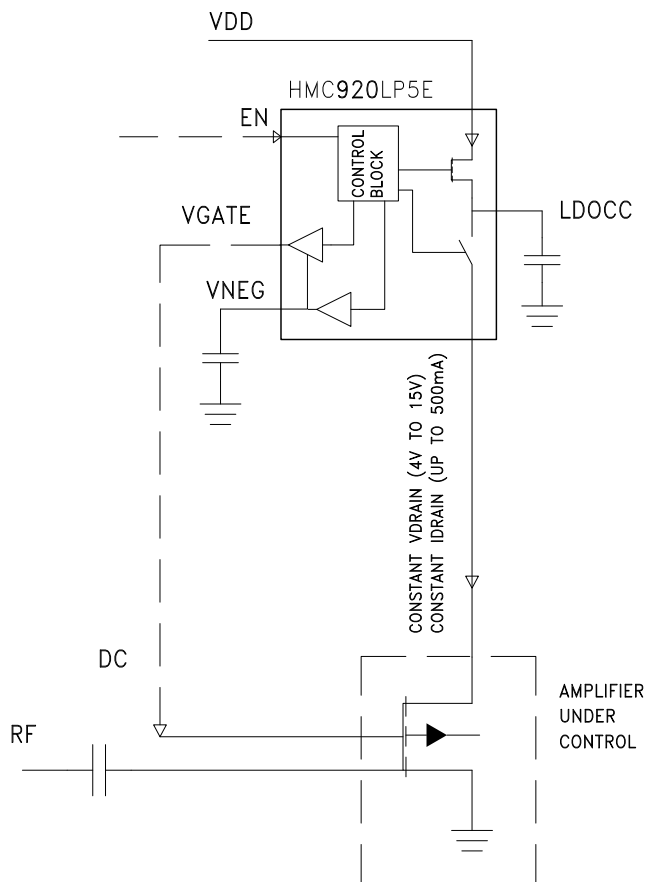 VDD
HMC920LP5E
EN
CONTROL
BLOCK
VGATE
LDOCC
VNEG
CONSTANT VDRAIN (4V TO 15V)
CONSTANT IDRAIN (UP TO 500mA)
DC
AMPLIFIER
UNDER
CONTROL
RF